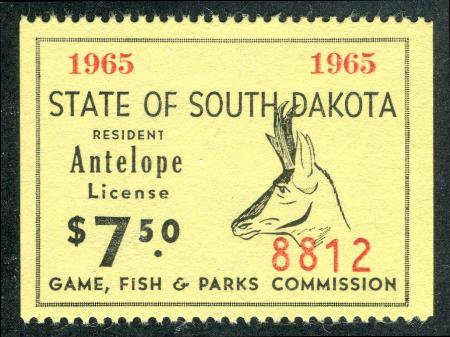 1965 1965
STATE OF SOUTH DAKOTA
RESIDENT
Antelope
License
$7.50
8812
GAME, FISH & PARKS COMMISSION